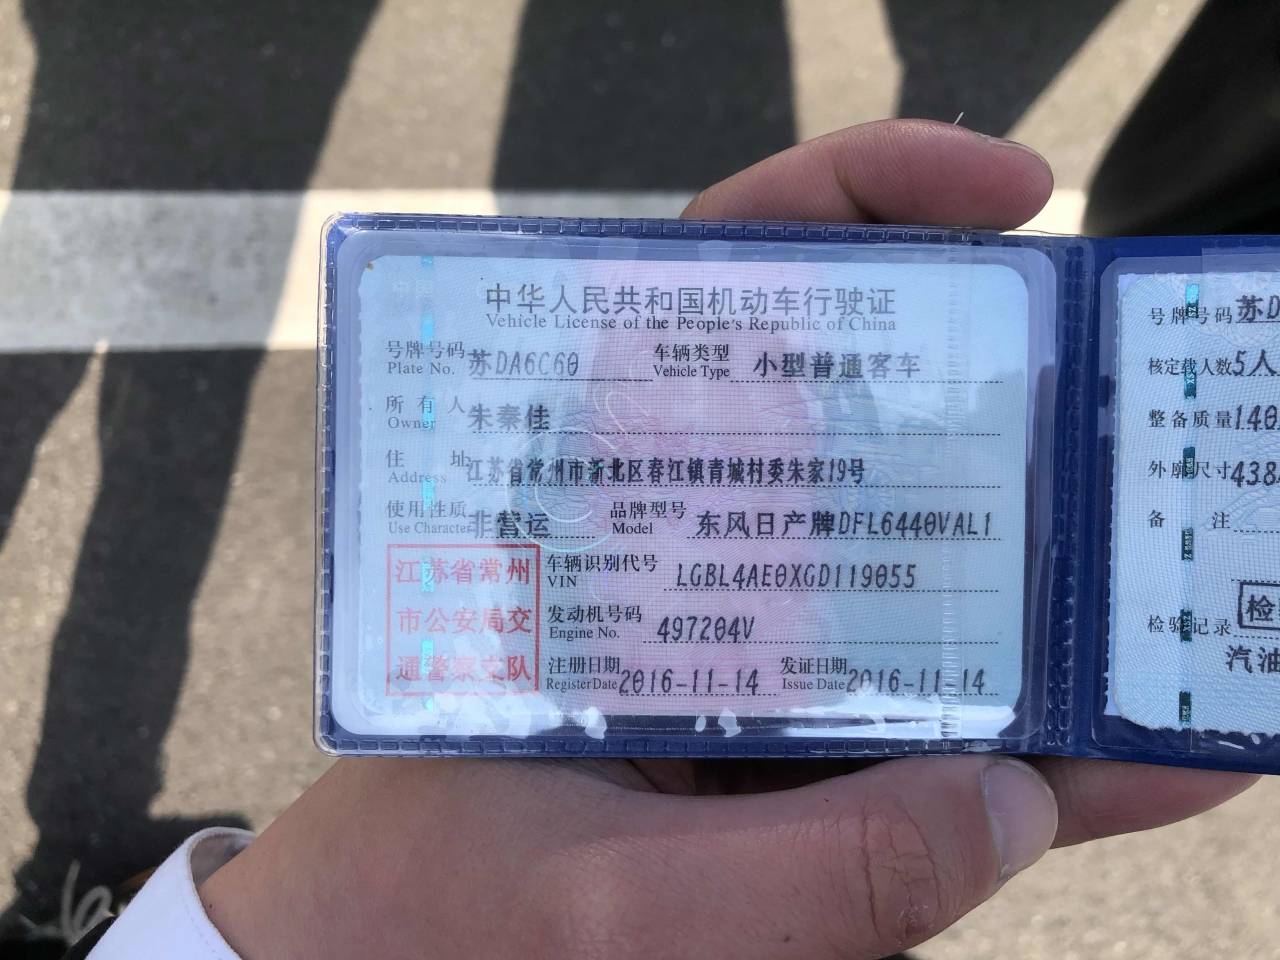 中华人民共和国机动车行驶证
Vehicle License of the People's Republic of China
号牌号码 苏DA6C60 车辆类型 小型普通客车
Plate No. Vehicle Type
所有人 朱秦佳
Owner
住址 江苏省常州市新北区春江镇青城村委朱家19号
Address
使用性质 非营运 品牌型号 东风日产牌DFL6440VAL1
Use Character Model
江苏省常州
市公安局交
通警察支队
车辆识别代号 LGBL4AE0XGD119055
VIN
发动机号码 497204V
Engine No.
注册日期 2016-11-14 发证日期 2016-11-14
Register Date Issue Date
号牌号码 苏D
核定载人数 5人
整备质量 140
外廓尺寸 438
备注
检
检验记录
汽油